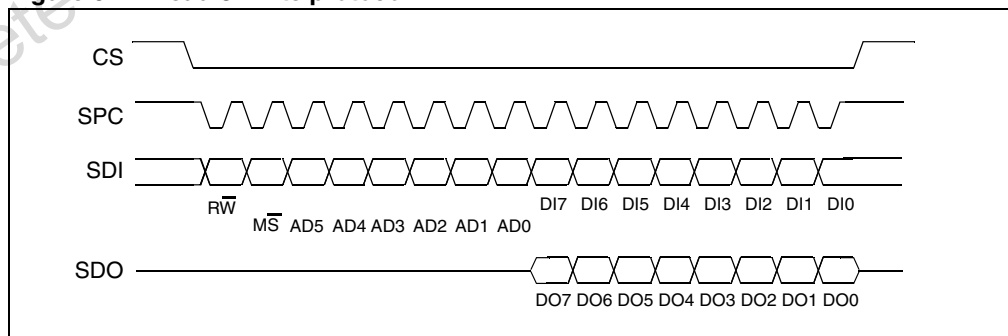 CS
SPC
SDI
RW̅
MS̅ AD5 AD4 AD3 AD2 AD1 AD0
DI7 DI6 DI5 DI4 DI3 DI2 DI1 DI0
SDO
DO7 DO6 DO5 DO4 DO3 DO2 DO1 DO0